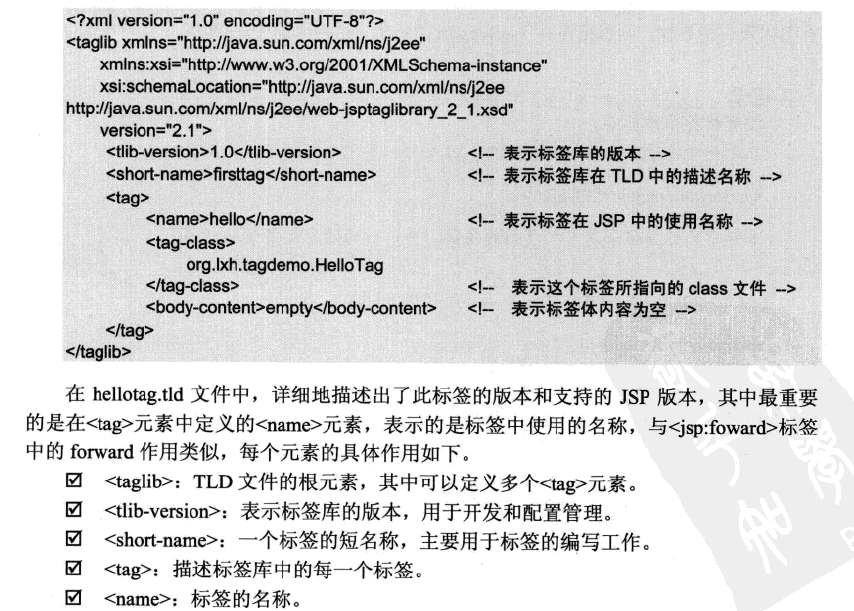 <?xml version="1.0" encoding="UTF-8"?>
<taglib xmlns="http://java.sun.com/xml/ns/j2ee"
xmlns:xsi="http://www.w3.org/2001/XMLSchema-instance"
xsi:schemaLocation="http://java.sun.com/xml/ns/j2ee
http://java.sun.com/xml/ns/j2ee/web-jsptaglibrary_2_1.xsd"
version="2.1">
<tlib-version>1.0</tlib-version> <!-- 表示标签库的版本 -->
<short-name>firsttag</short-name> <!-- 表示标签库在 TLD 中的描述名称 -->
<tag>
<name>hello</name> <!-- 表示标签在 JSP 中的使用名称 -->
<tag-class>
org.lxh.tagdemo.HelloTag
</tag-class> <!-- 表示这个标签所指向的 class 文件 -->
<body-content>empty</body-content> <!-- 表示标签体内容为空 -->
</tag>
</taglib>
在 hellotag.tld 文件中，详细地描述出了此标签的版本和支持的 JSP 版本，其中最重要
的是在<tag>元素中定义的<name>元素，表示的是标签中使用的名称，与<jsp:foward>标签
中的 forward 作用类似，每个元素的具体作用如下。
☑ <taglib>：TLD 文件的根元素，其中可以定义多个<tag>元素。
☑ <tlib-version>：表示标签库的版本，用于开发和配置管理。
☑ <short-name>：一个标签的短名称，主要用于标签的编写工作。
☑ <tag>：描述标签库中的每一个标签。
☑ <name>：标签的名称。